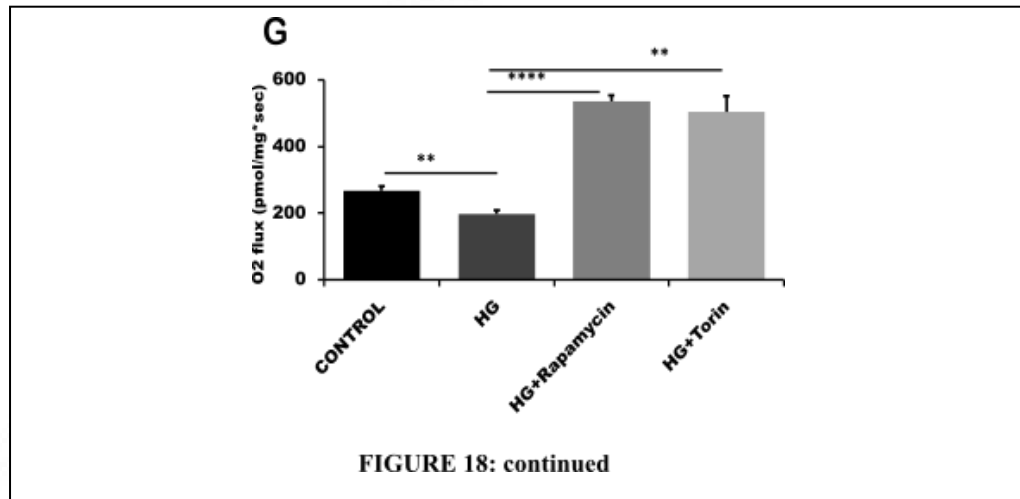 G
**
****
**
600
400
200
0
O2 flux (pmol/mg*sec)
CONTROL
HG
HG+Rapamycin
HG+Torin
FIGURE 18: continued